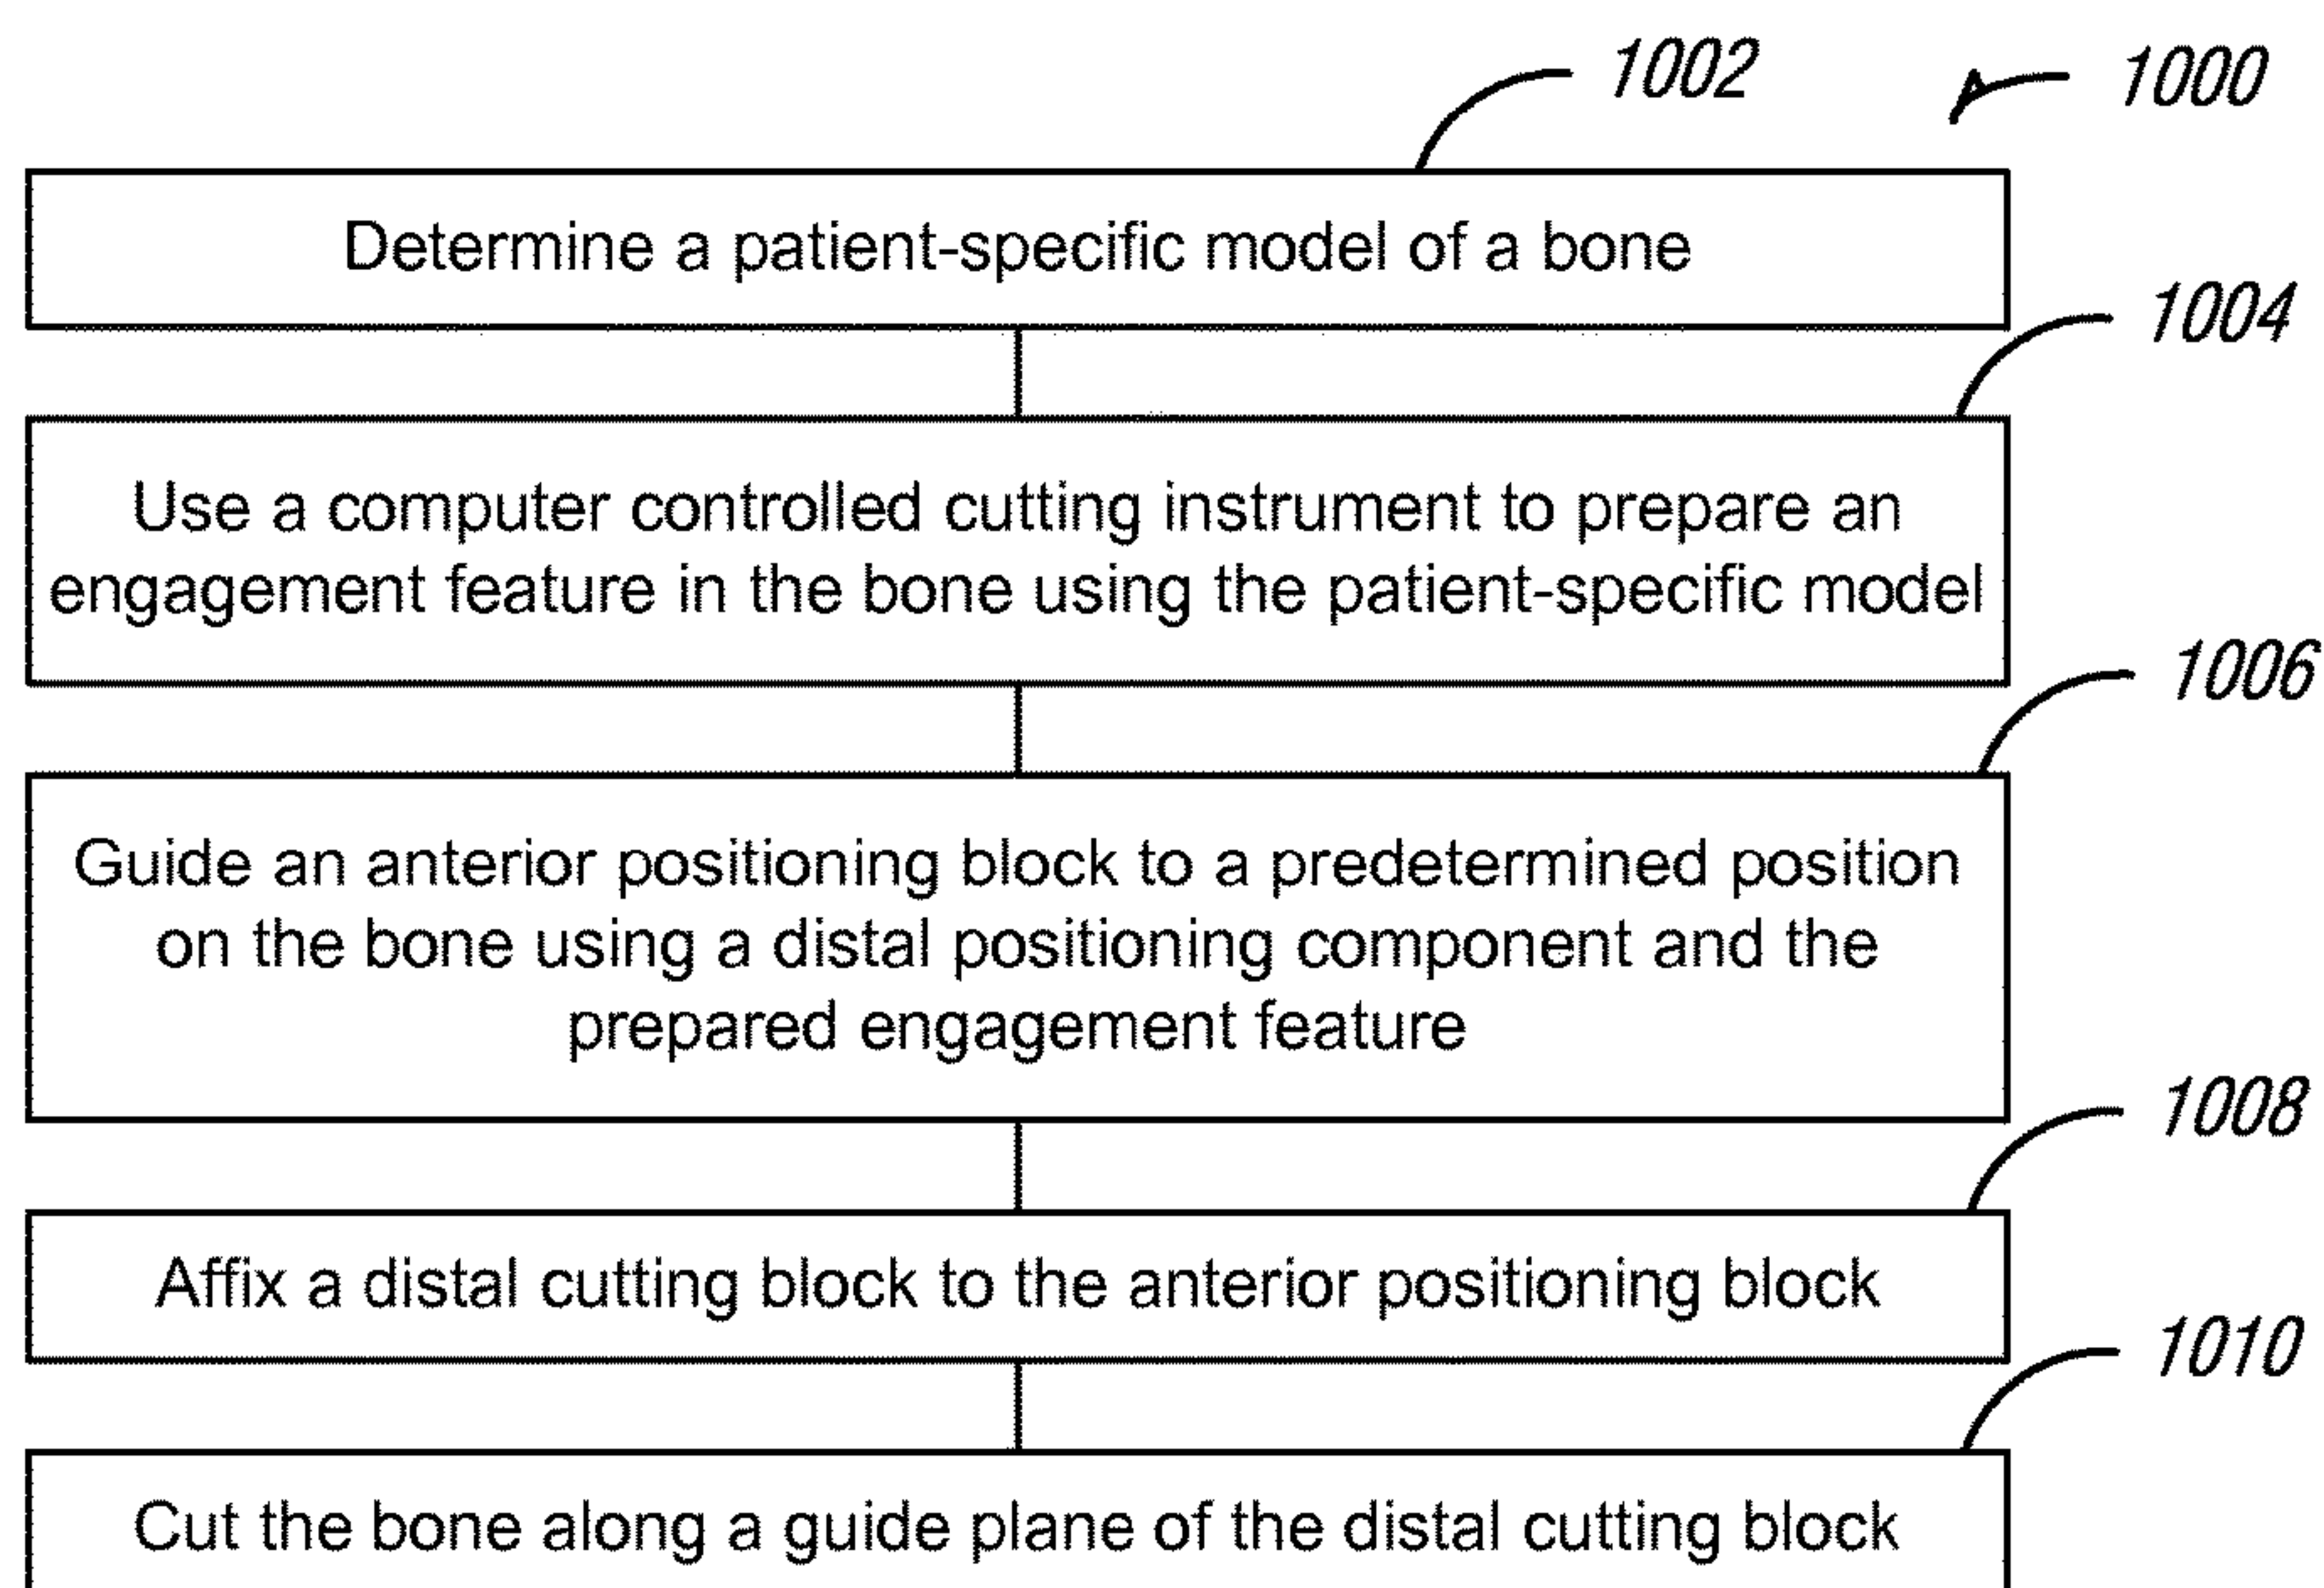 1002
1000
Determine a patient-specific model of a bone
1004
Use a computer controlled cutting instrument to prepare an
engagement feature in the bone using the patient-specific model
1006
Guide an anterior positioning block to a predetermined position
on the bone using a distal positioning component and the
prepared engagement feature
1008
Affix a distal cutting block to the anterior positioning block
1010
Cut the bone along a guide plane of the distal cutting block